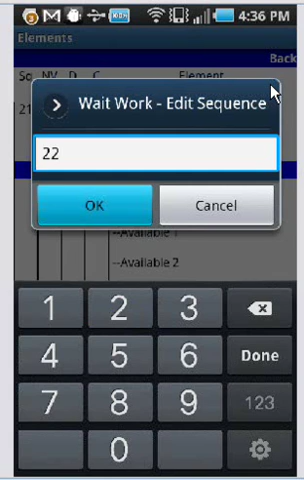 4:36 PM
Elements
Back
Sq NV D C Element
21
Wait Work - Edit Sequence
22
OK Cancel
--Available 1
--Available 2
1 2 3
4 5 6 Done
7 8 9 123
0